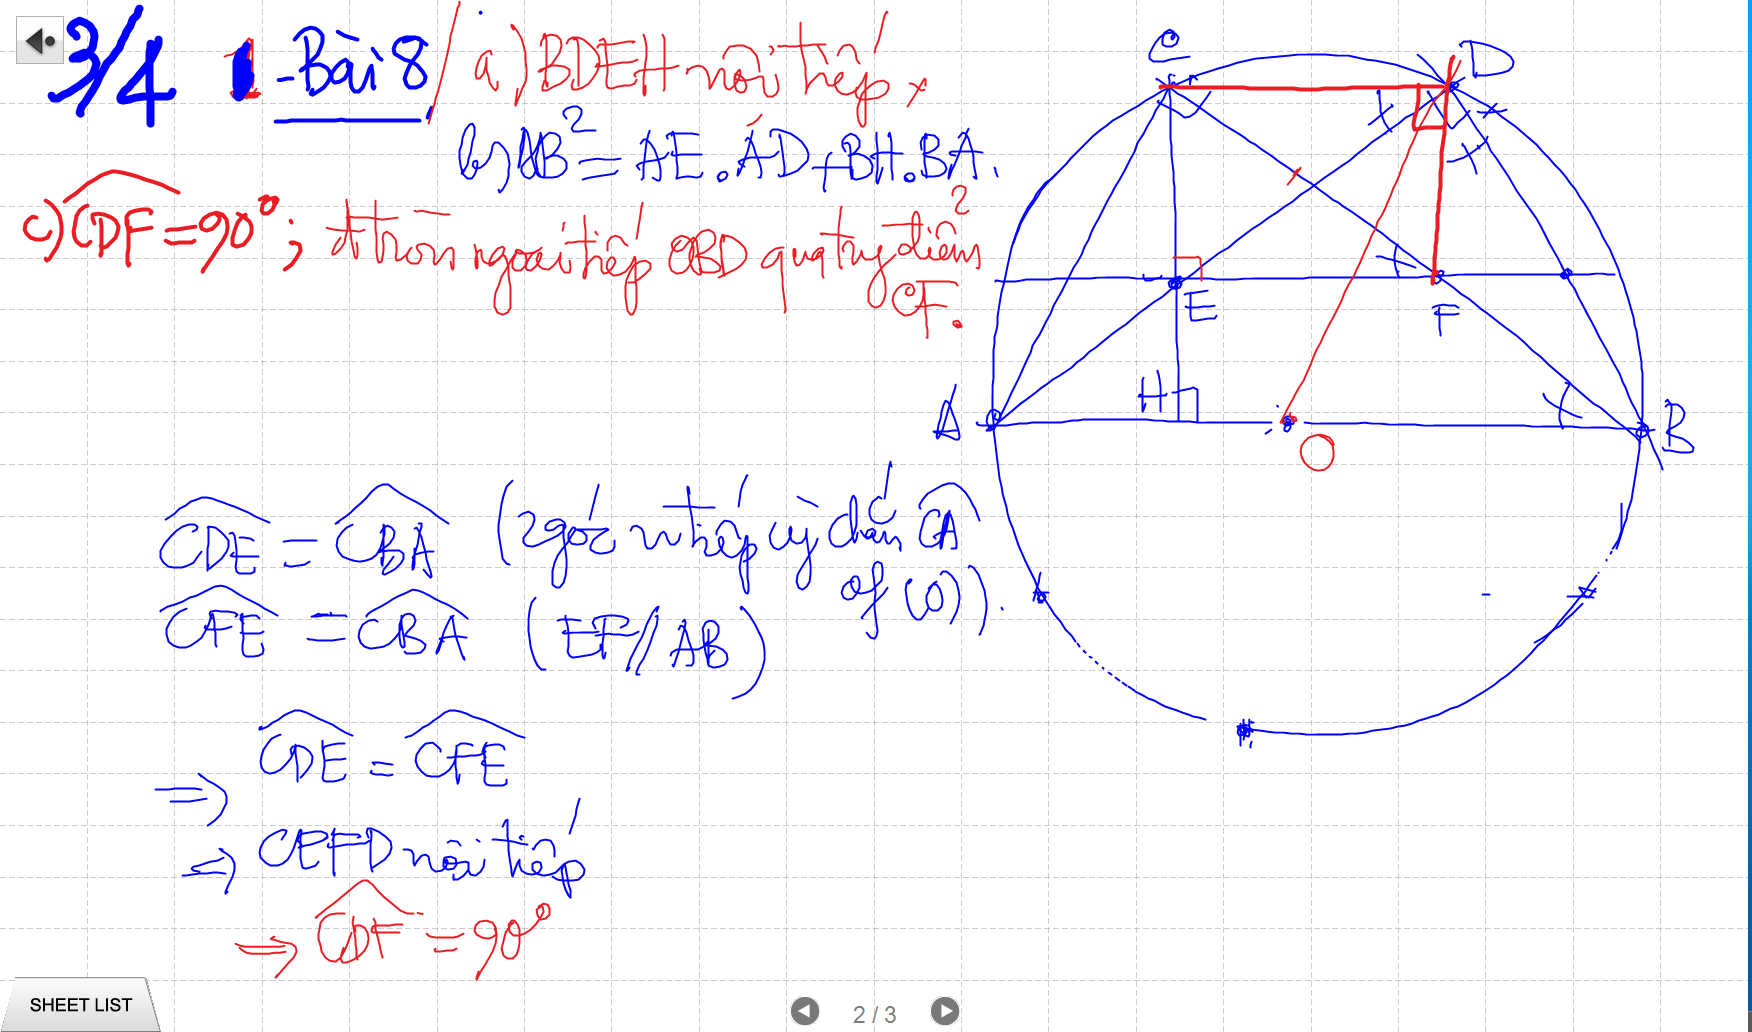 3/4 1 - Bài 8 / a) BDEH nội tiếp,
b) AB² = AE.AD + BH.BA.
c) CDF = 90°; đtròn ngoại tiếp OBD qua trung điểm CF.
C
D
E
F
H
A
B
O
CDE = CBA (2 góc n tiếp cùng chắn CA
of (O)).
CFE = CBA (EF // AB)
⇒ CDE = CFE
⇒ CEFD nội tiếp
⇒ CDF = 90°
SHEET LIST
2 / 3